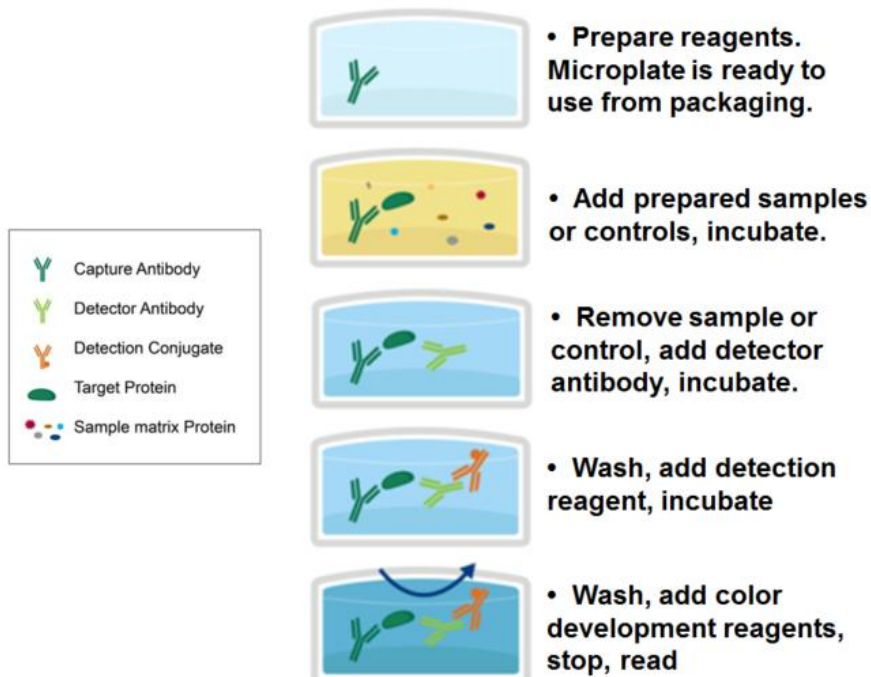 • Prepare reagents.
Microplate is ready to
use from packaging.
• Add prepared samples
or controls, incubate.
Capture Antibody
Detector Antibody
Detection Conjugate
Target Protein
Sample matrix Protein
• Remove sample or
control, add detector
antibody, incubate.
• Wash, add detection
reagent, incubate
• Wash, add color
development reagents,
stop, read